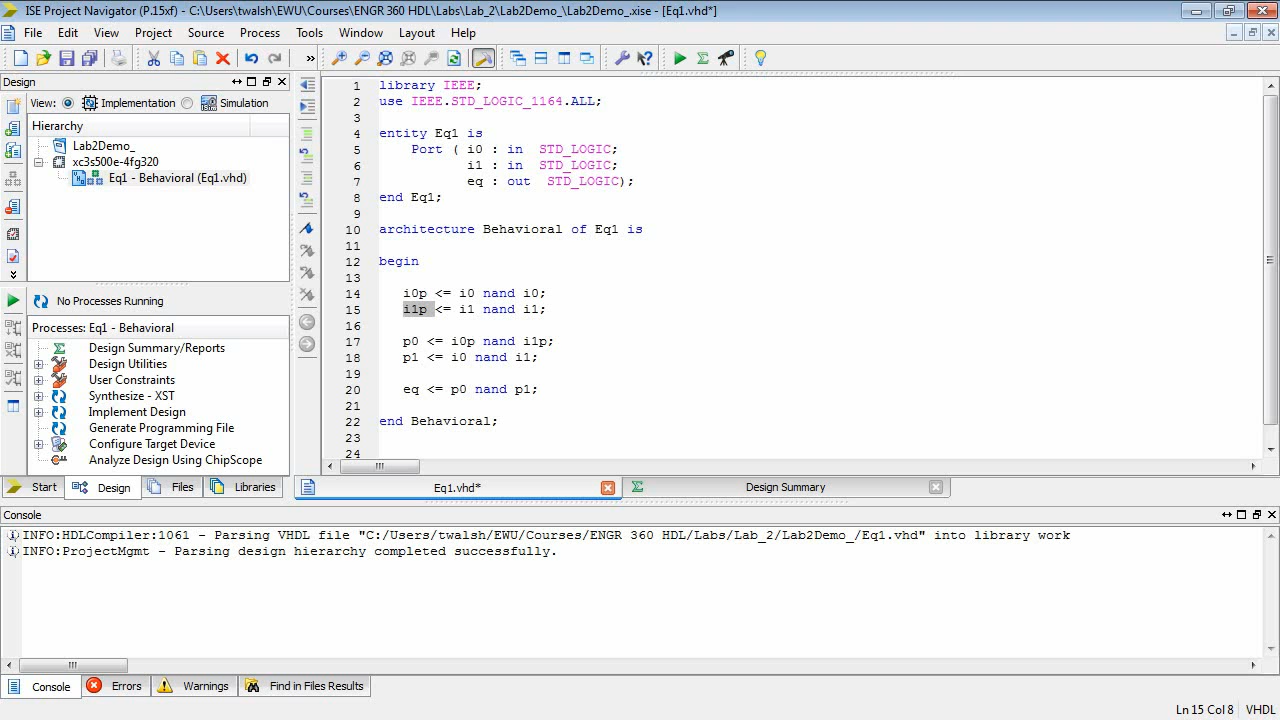 ISE Project Navigator (P.15xf) - C:\Users\twalsh\EWU\Courses\ENGR 360 HDL\Labs\Lab_2\Lab2Demo_\Lab2Demo_.xise - [Eq1.vhd*]
File Edit View Project Source Process Tools Window Layout Help
Design
View: Implementation Simulation
Hierarchy
Lab2Demo_
xc3s500e-4fg320
Eq1 - Behavioral (Eq1.vhd)
No Processes Running
Processes: Eq1 - Behavioral
Design Summary/Reports
Design Utilities
User Constraints
Synthesize - XST
Implement Design
Generate Programming File
Configure Target Device
Analyze Design Using ChipScope
Start Design Files Libraries
1 library IEEE;
2 use IEEE.STD_LOGIC_1164.ALL;
3
4 entity Eq1 is
5 Port ( i0 : in STD_LOGIC;
6 i1 : in STD_LOGIC;
7 eq : out STD_LOGIC);
8 end Eq1;
9
10 architecture Behavioral of Eq1 is
11
12 begin
13
14 i0p <= i0 nand i0;
15 i1p <= i1 nand i1;
16
17 p0 <= i0p nand i1p;
18 p1 <= i0 nand i1;
19
20 eq <= p0 nand p1;
21
22 end Behavioral;
23
24
Eq1.vhd* Design Summary
Console
INFO:HDLCompiler:1061 - Parsing VHDL file "C:/Users/twalsh/EWU/Courses/ENGR 360 HDL/Labs/Lab_2/Lab2Demo_/Eq1.vhd" into library work
INFO:ProjectMgmt - Parsing design hierarchy completed successfully.
Console Errors Warnings Find in Files Results
Ln 15 Col 8 VHDL